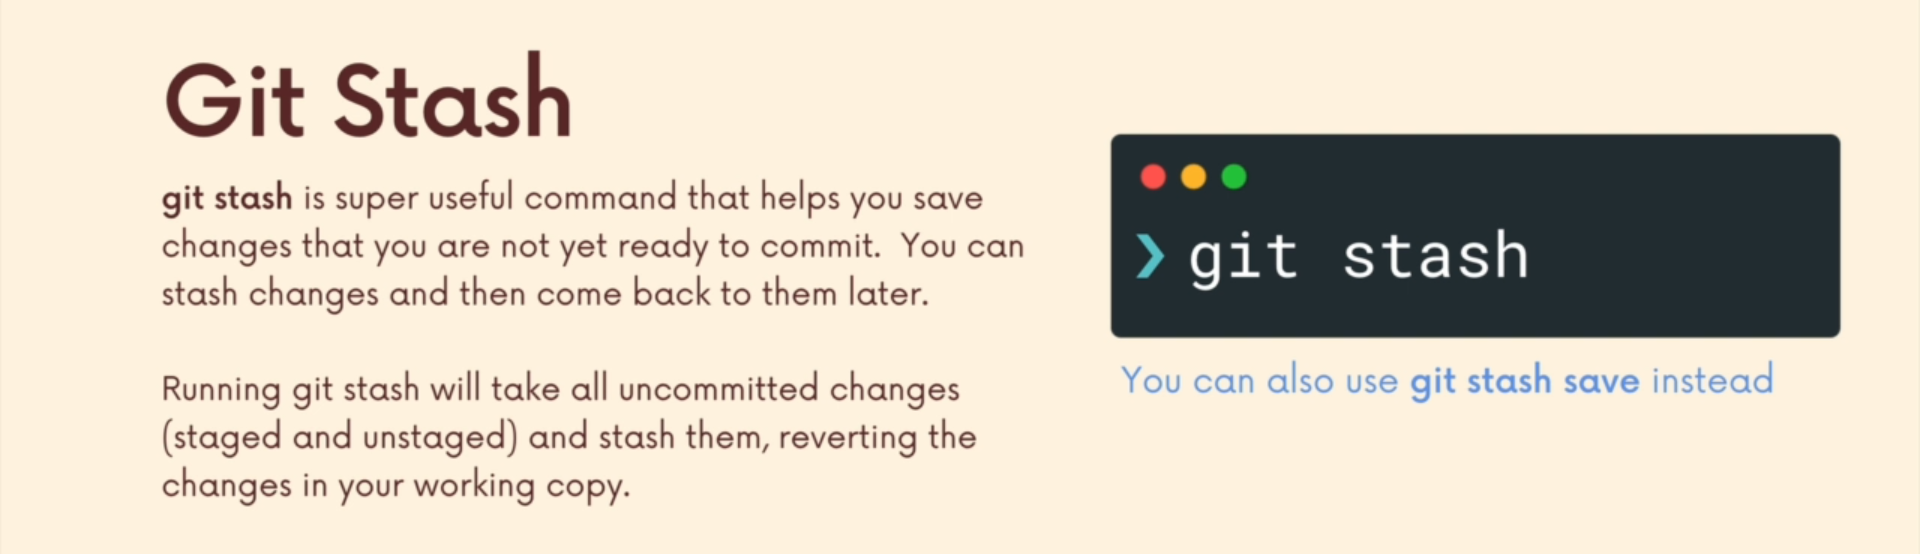 Git Stash
git stash is super useful command that helps you save
changes that you are not yet ready to commit.  You can
stash changes and then come back to them later.
Running git stash will take all uncommitted changes
(staged and unstaged) and stash them, reverting the
changes in your working copy.
❯ git stash
You can also use git stash save instead